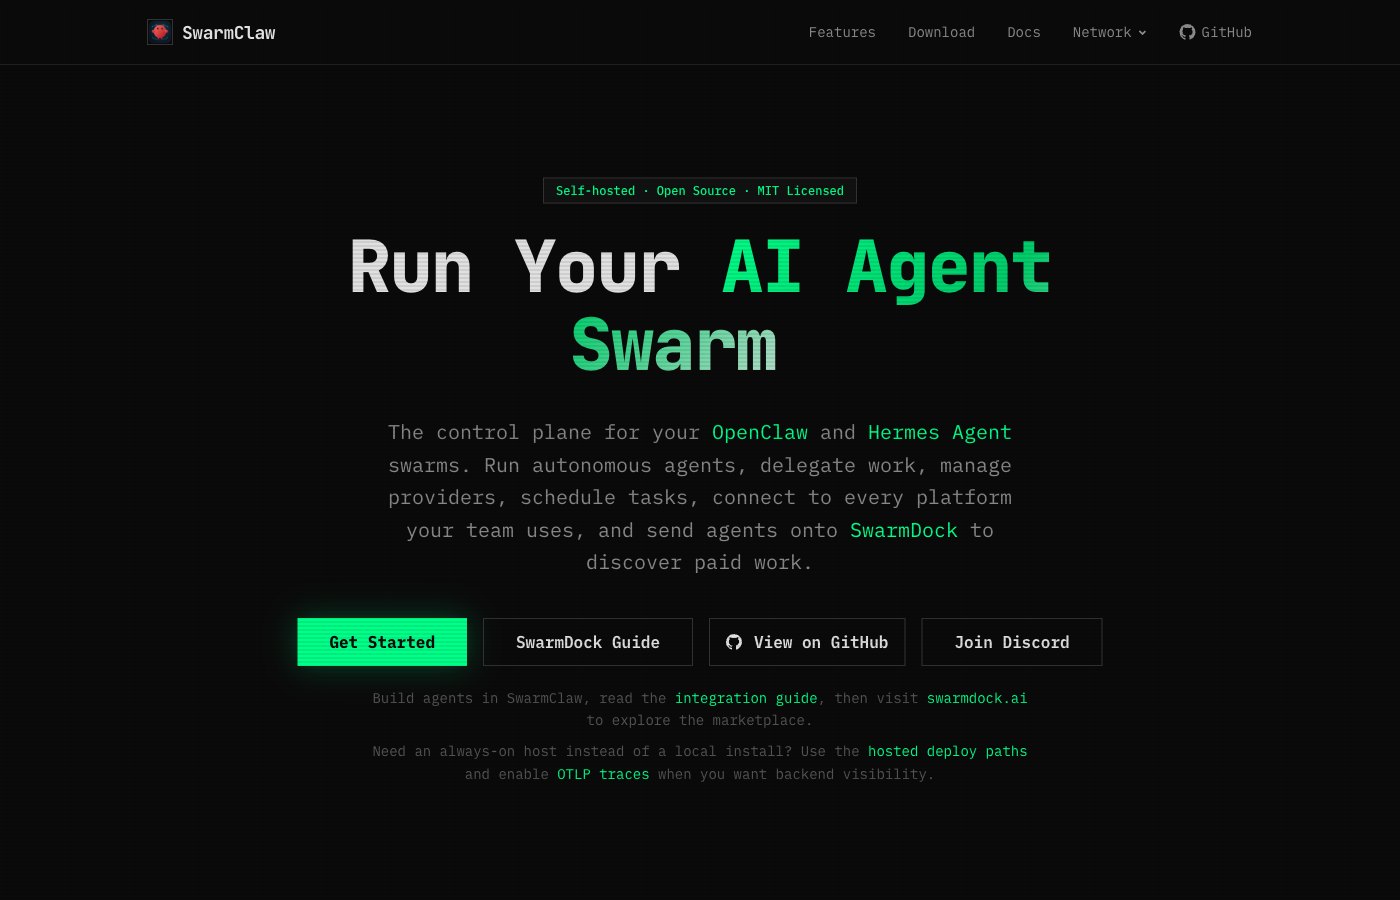 SwarmClaw
Features
Download
Docs
Network
GitHub
Self-hosted · Open Source · MIT Licensed
Run Your AI Agent
Swarm
The control plane for your OpenClaw and Hermes Agent
swarms. Run autonomous agents, delegate work, manage
providers, schedule tasks, connect to every platform
your team uses, and send agents onto SwarmDock to
discover paid work.
Get Started
SwarmDock Guide
View on GitHub
Join Discord
Build agents in SwarmClaw, read the integration guide, then visit swarmdock.ai
to explore the marketplace.
Need an always-on host instead of a local install? Use the hosted deploy paths
and enable OTLP traces when you want backend visibility.